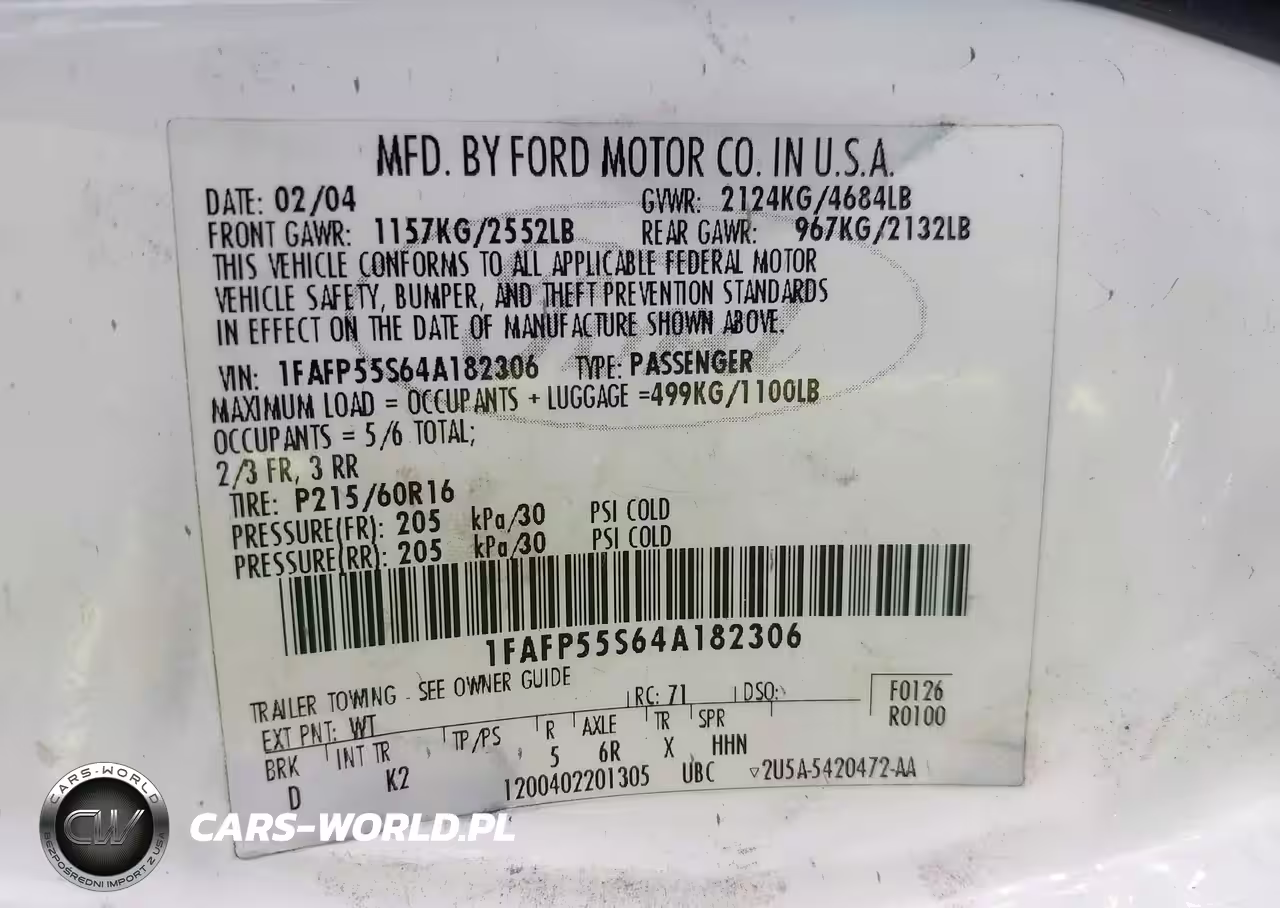 MFD. BY FORD MOTOR CO. IN U.S.A.
DATE: 02/04 GVWR: 2124KG/4684LB
FRONT GAWR: 1157KG/2552LB REAR GAWR: 967KG/2132LB
THIS VEHICLE CONFORMS TO ALL APPLICABLE FEDERAL MOTOR
VEHICLE SAFETY, BUMPER, AND THEFT PREVENTION STANDARDS
IN EFFECT ON THE DATE OF MANUFACTURE SHOWN ABOVE.
VIN: 1FAFP55S64A182306 TYPE: PASSENGER
MAXIMUM LOAD = OCCUPANTS + LUGGAGE =499KG/1100LB
OCCUPANTS = 5/6 TOTAL;
2/3 FR, 3 RR
TIRE: P215/60R16
PRESSURE(FR): 205 kPa/30 PSI COLD
PRESSURE(RR): 205 kPa/30 PSI COLD
1FAFP55S64A182306
TRAILER TOWING - SEE OWNER GUIDE
EXT PNT: WT RC: 71 DSO: F0126
R0100
BRK INT TR TP/PS R AXLE TR SPR
D K2 5 6R X HHN
1200402201305 UBC ▽2U5A-5420472-AA
CARS-WORLD
CW
BEZPOŚREDNI IMPORT Z USA
CARS-WORLD.PL